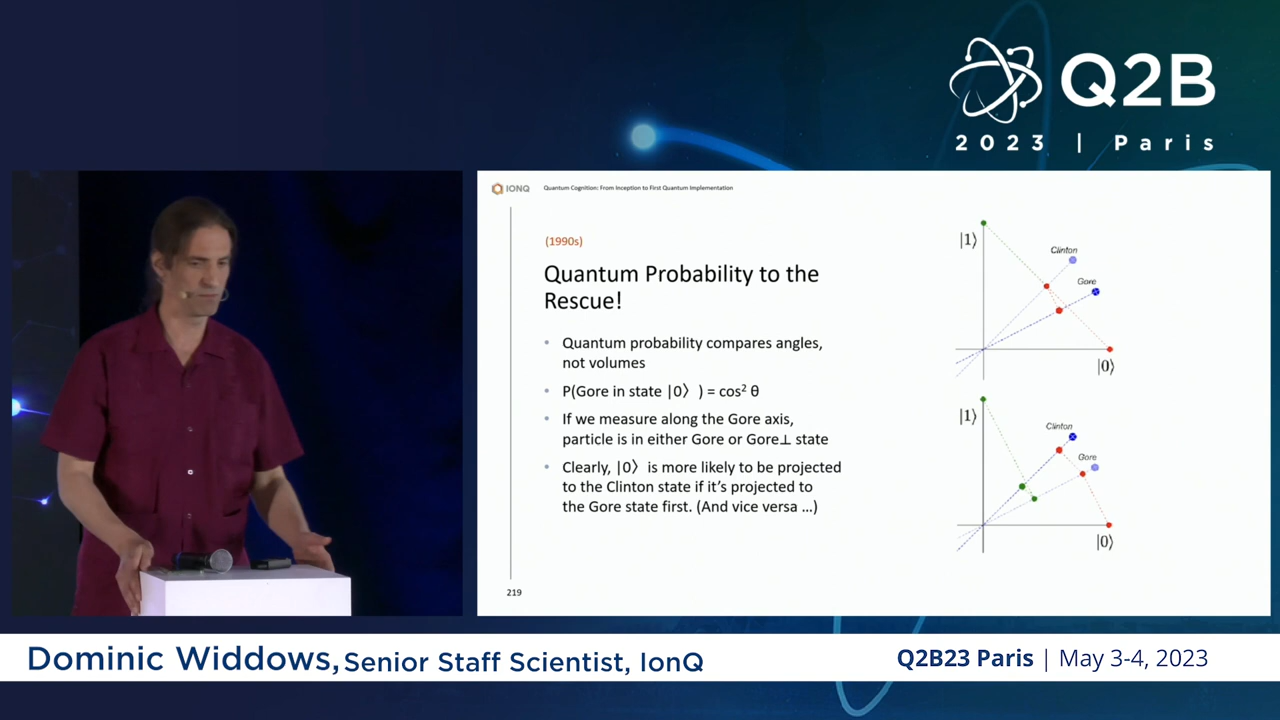 Q2B
2023 | Paris
IONQ
Quantum Cognition: From Inception to First Quantum Implementation
(1990s)
Quantum Probability to the
Rescue!
• Quantum probability compares angles,
not volumes
• P(Gore in state |0⟩ ) = cos² θ
• If we measure along the Gore axis,
particle is in either Gore or Gore⊥ state
• Clearly, |0⟩ is more likely to be projected
to the Clinton state if it's projected to
the Gore state first. (And vice versa ...)
219
|1⟩
Clinton
Gore
|0⟩
|1⟩
Clinton
Gore
|0⟩
Dominic Widdows, Senior Staff Scientist, IonQ
Q2B23 Paris | May 3-4, 2023